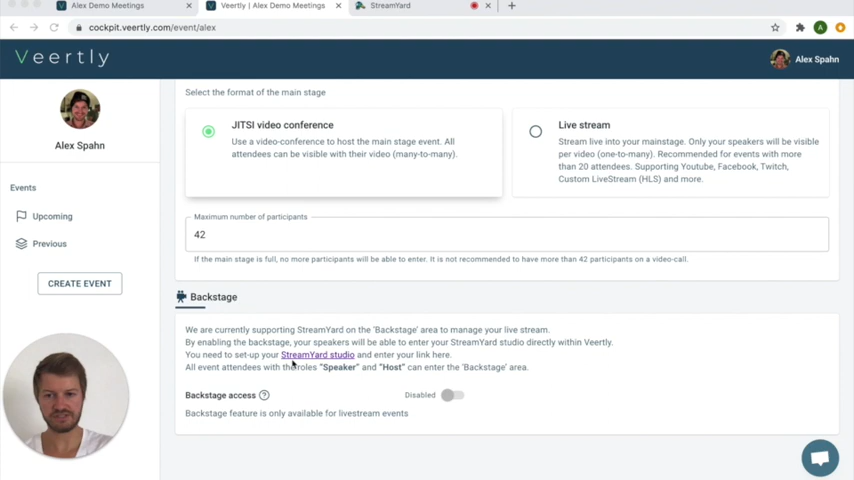 Alex Demo Meetings
Veertly | Alex Demo Meetings
StreamYard
cockpit.veertly.com/event/alex
A
Veertly
Alex Spahn
Alex Spahn
Events
Upcoming
Previous
CREATE EVENT
Select the format of the main stage
JITSI video conference
Use a video-conference to host the main stage event. All
attendees can be visible with their video (many-to-many).
Live stream
Stream live into your mainstage. Only your speakers will be visible
per video (one-to-many). Recommended for events with more
than 20 attendees. Supporting Youtube, Facebook, Twitch,
Custom LiveStream (HLS) and more.
Maximum number of participants
42
If the main stage is full, no more participants will be able to enter. It is not recommended to have more than 42 participants on a video-call.
Backstage
We are currently supporting StreamYard on the 'Backstage' area to manage your live stream.
By enabling the backstage, your speakers will be able to enter your StreamYard studio directly within Veertly.
You need to set-up your StreamYard studio and enter your link here.
All event attendees with the roles "Speaker" and "Host" can enter the 'Backstage' area.
Backstage access ?
Disabled
Backstage feature is only available for livestream events